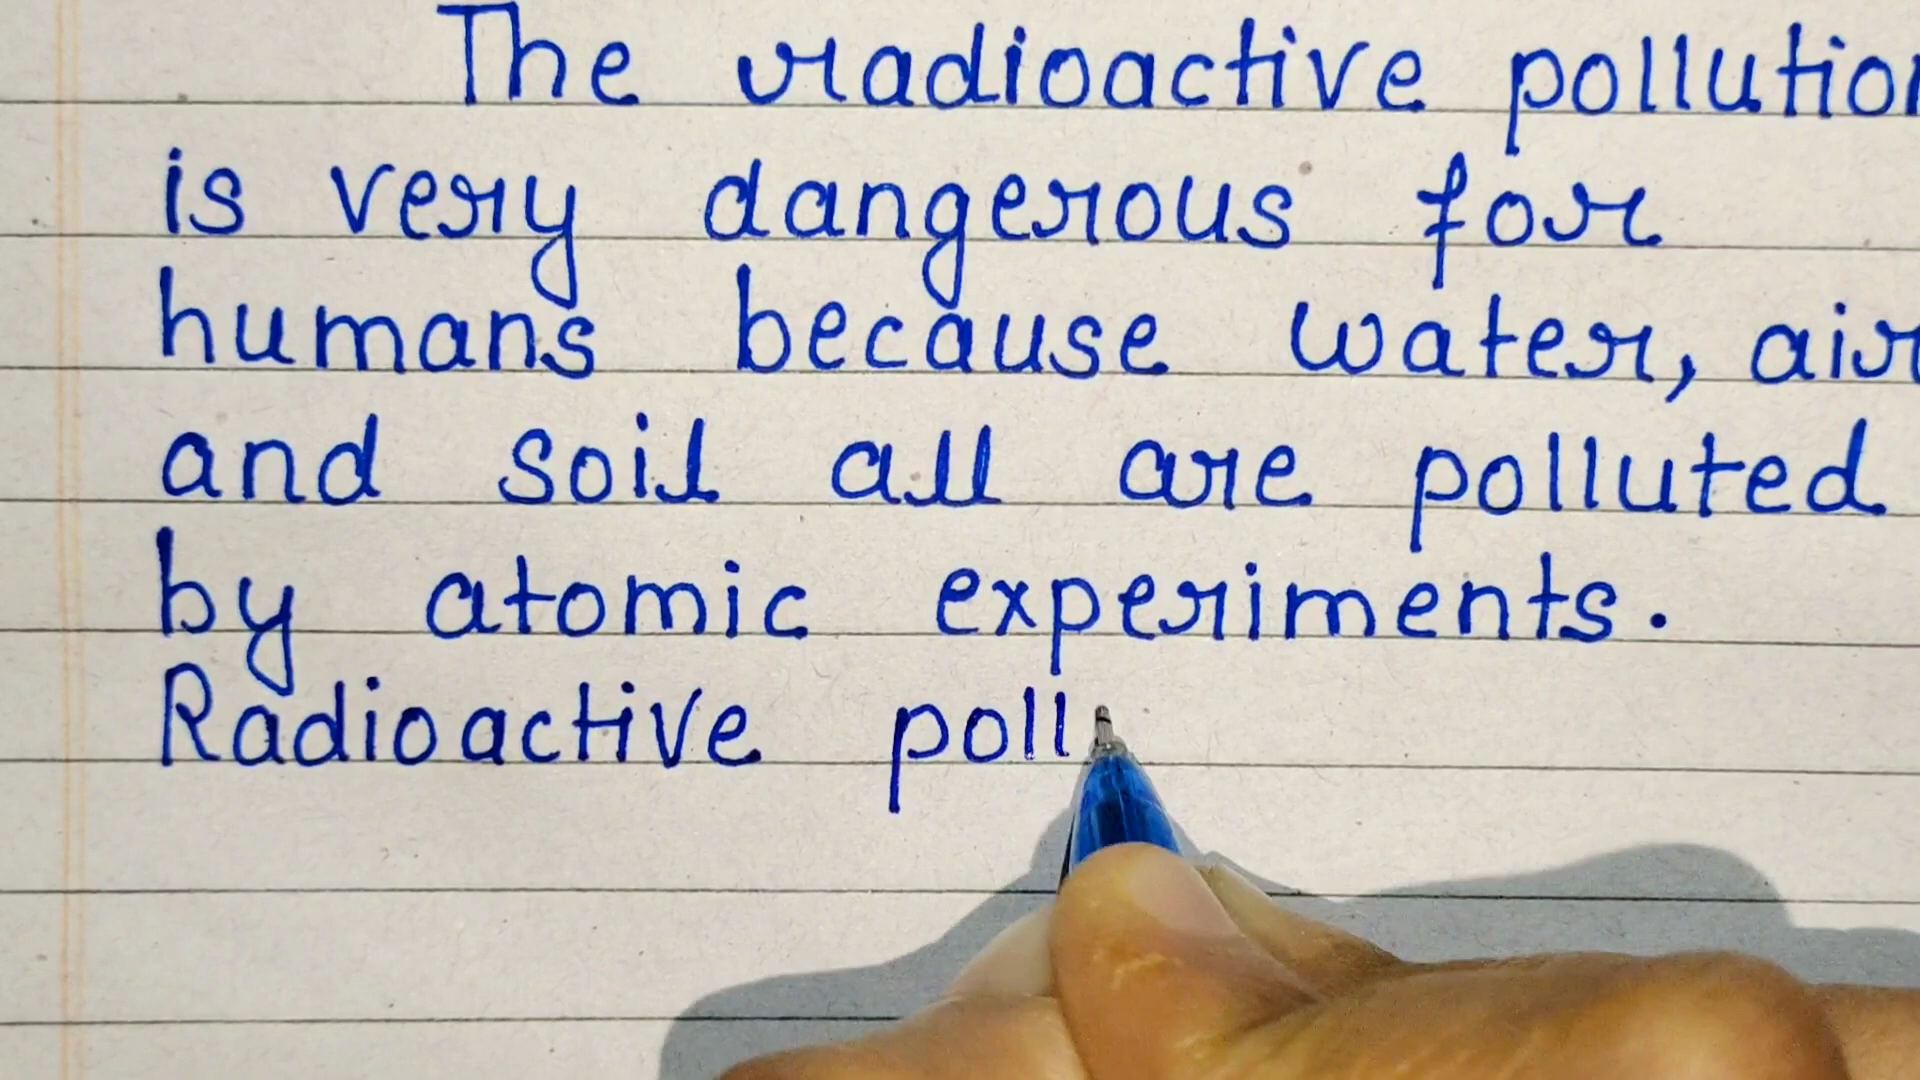 The radioactive pollution
is very dangerous for
humans because water, air
and soil all are polluted
by atomic experiments.
Radioactive poll